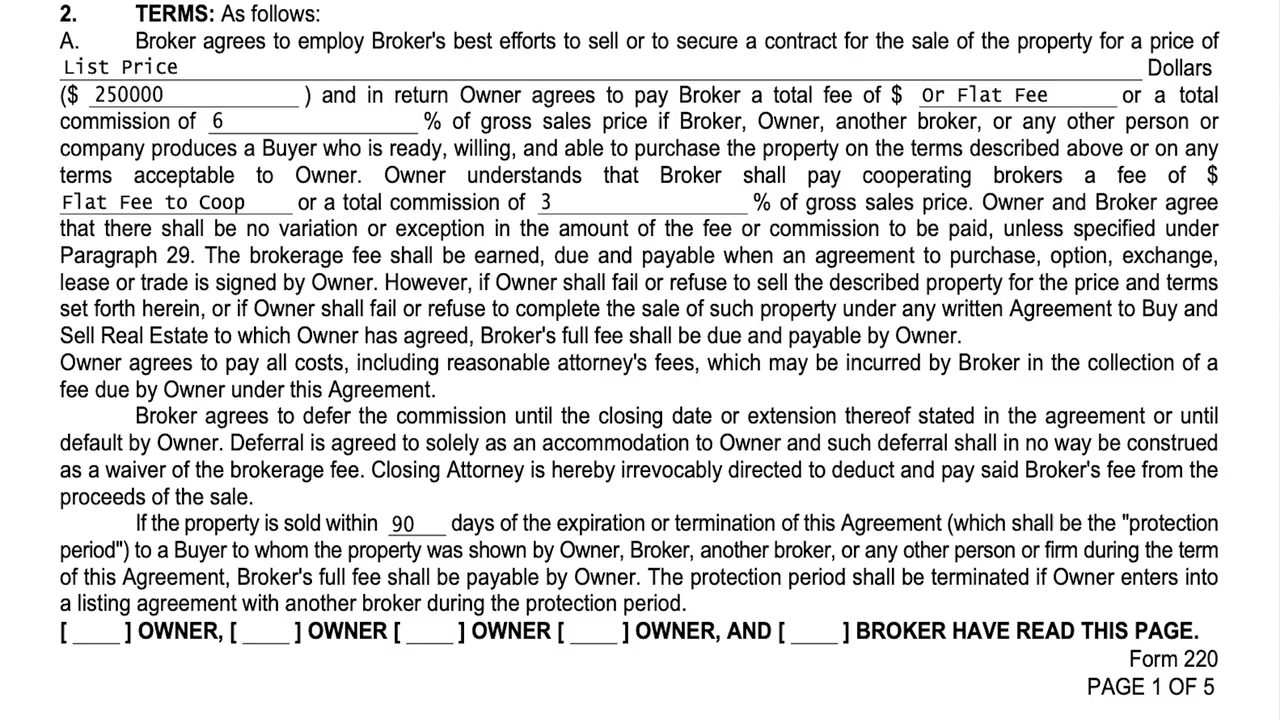 2. TERMS: As follows:
A. Broker agrees to employ Broker's best efforts to sell or to secure a contract for the sale of the property for a price of
List Price Dollars
($ 250000 ) and in return Owner agrees to pay Broker a total fee of $ Or Flat Fee or a total
commission of 6 % of gross sales price if Broker, Owner, another broker, or any other person or
company produces a Buyer who is ready, willing, and able to purchase the property on the terms described above or on any
terms acceptable to Owner. Owner understands that Broker shall pay cooperating brokers a fee of $
Flat Fee to Coop or a total commission of 3 % of gross sales price. Owner and Broker agree
that there shall be no variation or exception in the amount of the fee or commission to be paid, unless specified under
Paragraph 29. The brokerage fee shall be earned, due and payable when an agreement to purchase, option, exchange,
lease or trade is signed by Owner. However, if Owner shall fail or refuse to sell the described property for the price and terms
set forth herein, or if Owner shall fail or refuse to complete the sale of such property under any written Agreement to Buy and
Sell Real Estate to which Owner has agreed, Broker's full fee shall be due and payable by Owner.
Owner agrees to pay all costs, including reasonable attorney's fees, which may be incurred by Broker in the collection of a
fee due by Owner under this Agreement.
Broker agrees to defer the commission until the closing date or extension thereof stated in the agreement or until
default by Owner. Deferral is agreed to solely as an accommodation to Owner and such deferral shall in no way be construed
as a waiver of the brokerage fee. Closing Attorney is hereby irrevocably directed to deduct and pay said Broker's fee from the
proceeds of the sale.
If the property is sold within 90 days of the expiration or termination of this Agreement (which shall be the "protection
period") to a Buyer to whom the property was shown by Owner, Broker, another broker, or any other person or firm during the term
of this Agreement, Broker's full fee shall be payable by Owner. The protection period shall be terminated if Owner enters into
a listing agreement with another broker during the protection period.
[ ____ ] OWNER, [ ____ ] OWNER [ ____ ] OWNER [ ____ ] OWNER, AND [ ____ ] BROKER HAVE READ THIS PAGE.
Form 220
PAGE 1 OF 5